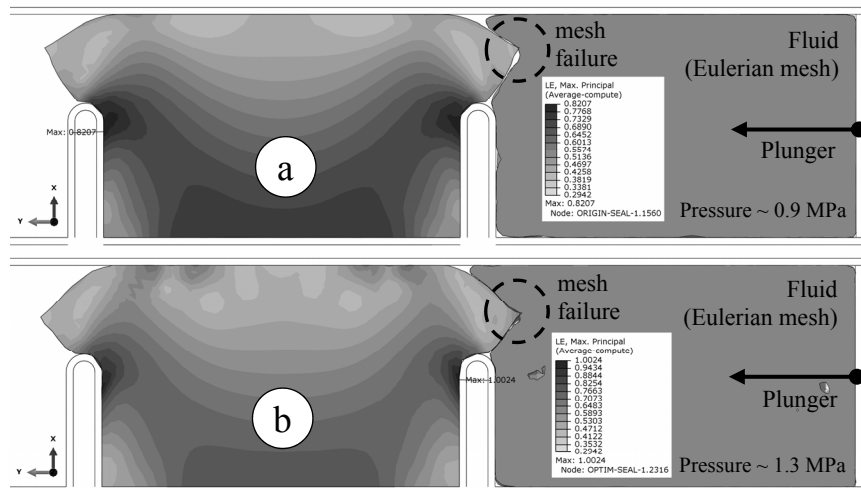 mesh
failure
Fluid
(Eulerian mesh)
LE, Max. Principal
(Average-compute)
0.8207
0.7768
0.7329
0.6890
0.6452
0.6013
0.5574
0.5136
0.4697
0.4258
0.3819
0.3381
0.2942
Max: 0.8207
Node: ORIGIN-SEAL-1.1560
Max: 0.8207
a
Plunger
X
Y
Pressure ~ 0.9 MPa
mesh
failure
Fluid
(Eulerian mesh)
LE, Max. Principal
(Average-compute)
1.0024
0.9434
0.8844
0.8254
0.7663
0.7073
0.6483
0.5893
0.5303
0.4712
0.4122
0.3532
0.2942
Max: 1.0024
Node: OPTIM-SEAL-1.2316
Max: 1.0024
b
Plunger
X
Y
Pressure ~ 1.3 MPa